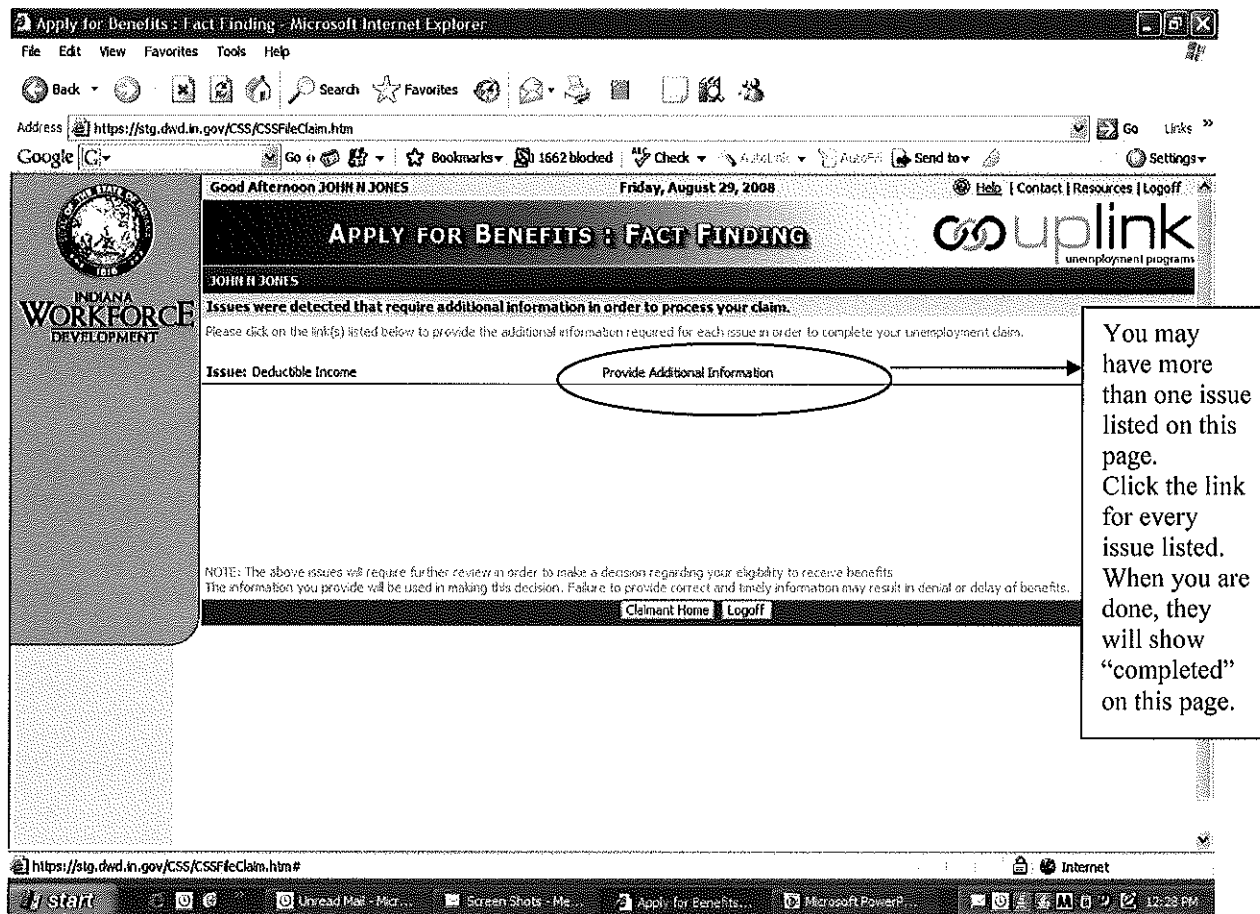 Apply for Benefits : Fact Finding - Microsoft Internet Explorer
File Edit View Favorites Tools Help
Back Search Favorites
Address https://stg.dwd.in.gov/CSS/CSSFileClaim.htm Go Links »
Google G Go Bookmarks 1662 blocked Check AutoLink AutoFill Send to Settings
Good Afternoon JOHN N JONES Friday, August 29, 2008 Help | Contact | Resources | Logoff
APPLY FOR BENEFITS : FACT FINDING
uplink
unemployment programs
JOHN N JONES
INDIANA
WORKFORCE
DEVELOPMENT
1816
Issues were detected that require additional information in order to process your claim.
Please click on the link(s) listed below to provide the additional information required for each issue in order to complete your unemployment claim.
Issue: Deductible Income Provide Additional Information
You may
have more
than one issue
listed on this
page.
Click the link
for every
issue listed.
When you are
done, they
will show
“completed”
on this page.
NOTE: The above issues will require further review in order to make a decision regarding your eligibility to receive benefits
The information you provide will be used in making this decision. Failure to provide correct and timely information may result in denial or delay of benefits.
Claimant Home Logoff
https://stg.dwd.in.gov/CSS/CSSFileClaim.htm# Internet
start Unread Mail - Micr... Screen Shots - Me... Apply for Benefits... Microsoft PowerP... 12:28 PM